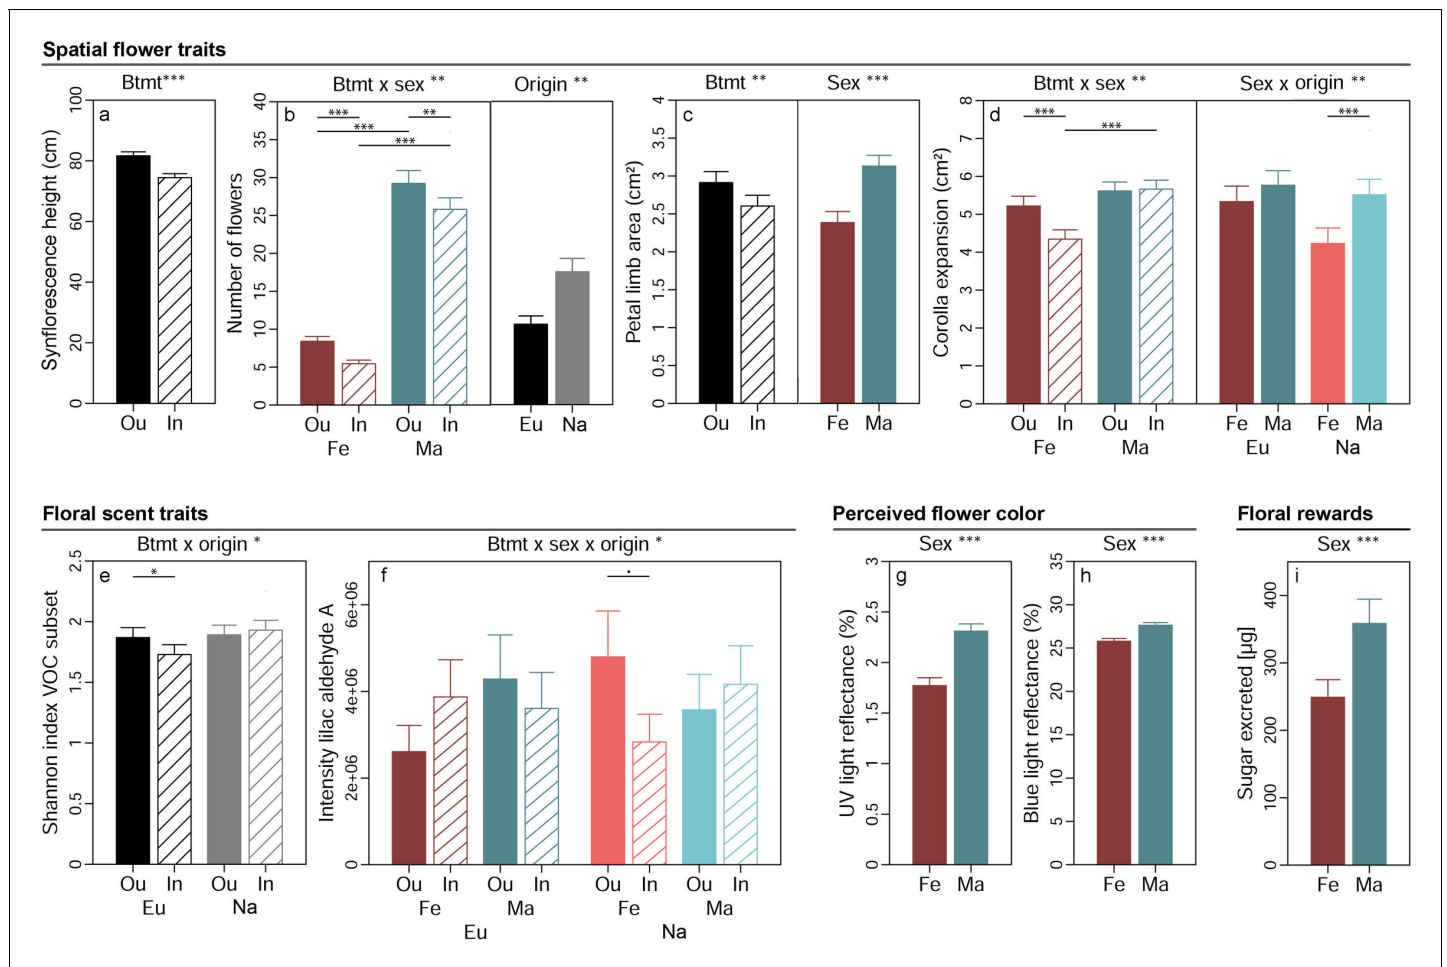 Spatial flower traits
Btmt***
Btmt x sex **
Origin **
Btmt **
Sex ***
Btmt x sex **
Sex x origin **
a
Synflorescence height (cm)
0
20
40
60
80
100
Ou In
b
Number of flowers
0
5
10
15
20
25
30
35
40
***
***
**
***
Ou In Ou In
Fe Ma
Eu Na
c
Petal limb area (cm²)
0
0.5
1
1.5
2
2.5
3
3.5
4
Ou In
Fe Ma
d
Corolla expansion (cm²)
0
1
2
3
4
5
6
7
8
***
***
***
Ou In Ou In
Fe Ma
Fe Ma Fe Ma
Eu Na
Floral scent traits
Btmt x origin *
Btmt x sex x origin *
e
Shannon index VOC subset
0
0.5
1
1.5
2
2.5
*
Ou In Ou In
Eu Na
f
Intensity lilac aldehyde A
0
2e+06
4e+06
6e+06
.
Ou In Ou In Ou In Ou In
Fe Ma Fe Ma
Eu Na
Perceived flower color
Sex ***
Sex ***
g
UV light reflectance (%)
0
0.5
1
1.5
2
2.5
3
Fe Ma
h
Blue light reflectance (%)
0
5
10
15
20
25
30
35
Fe Ma
Floral rewards
Sex ***
i
Sugar excreted [µg]
0
100
200
300
400
Fe Ma